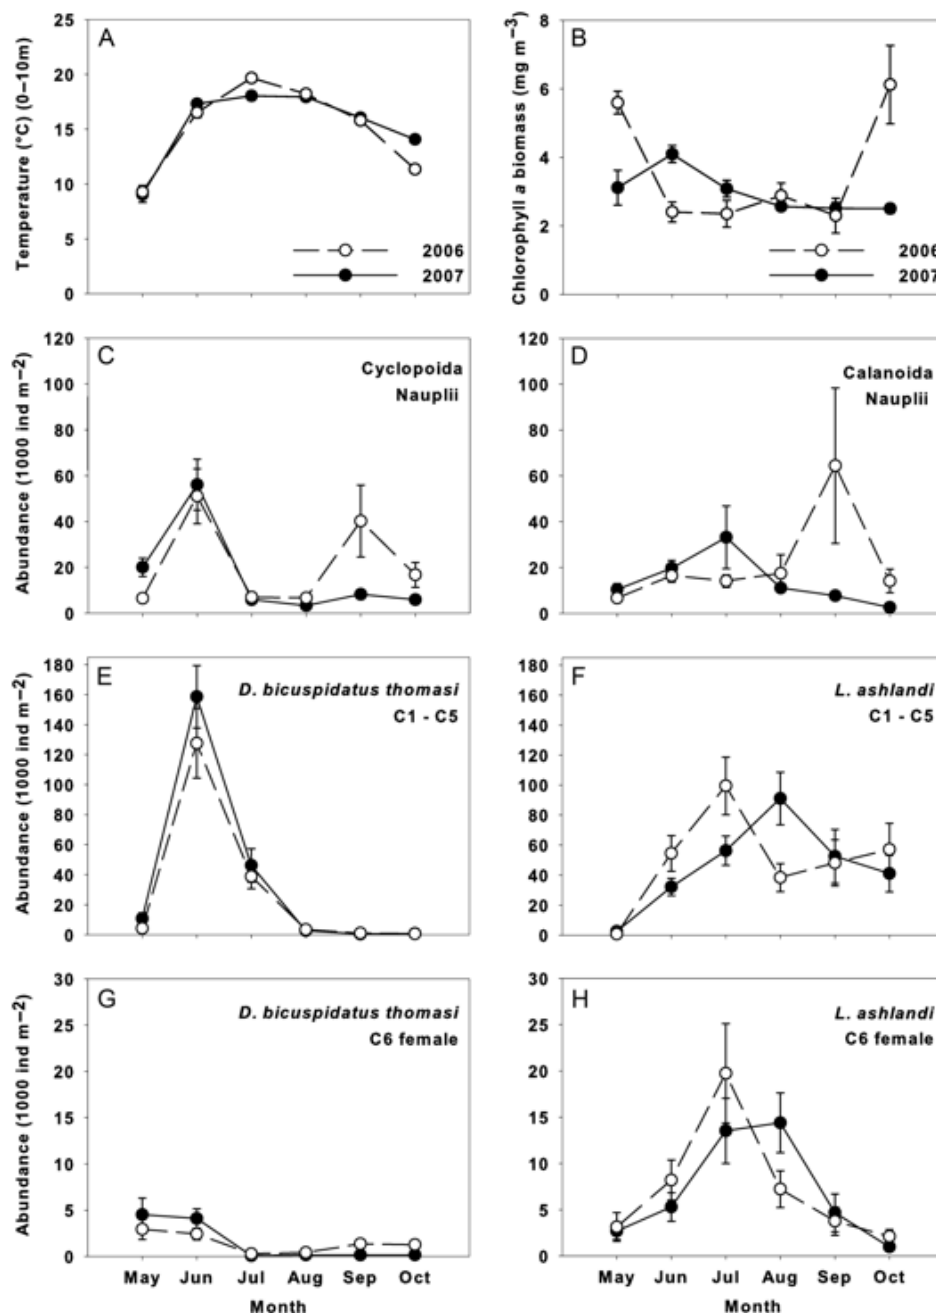 A
Temperature (°C) (0–10m)
25
20
15
10
5
0
2006
2007
B
Chlorophyll a biomass (mg m−3)
8
6
4
2
0
2006
2007
C
Cyclopoida
Nauplii
Abundance (1000 ind m−2)
120
100
80
60
40
20
0
D
Calanoida
Nauplii
120
100
80
60
40
20
0
E
D. bicuspidatus thomasi
C1 - C5
Abundance (1000 ind m−2)
180
160
140
120
100
80
60
40
20
0
F
L. ashlandi
C1 - C5
180
160
140
120
100
80
60
40
20
0
G
D. bicuspidatus thomasi
C6 female
Abundance (1000 ind m−2)
30
25
20
15
10
5
0
May Jun Jul Aug Sep Oct
Month
H
L. ashlandi
C6 female
30
25
20
15
10
5
0
May Jun Jul Aug Sep Oct
Month